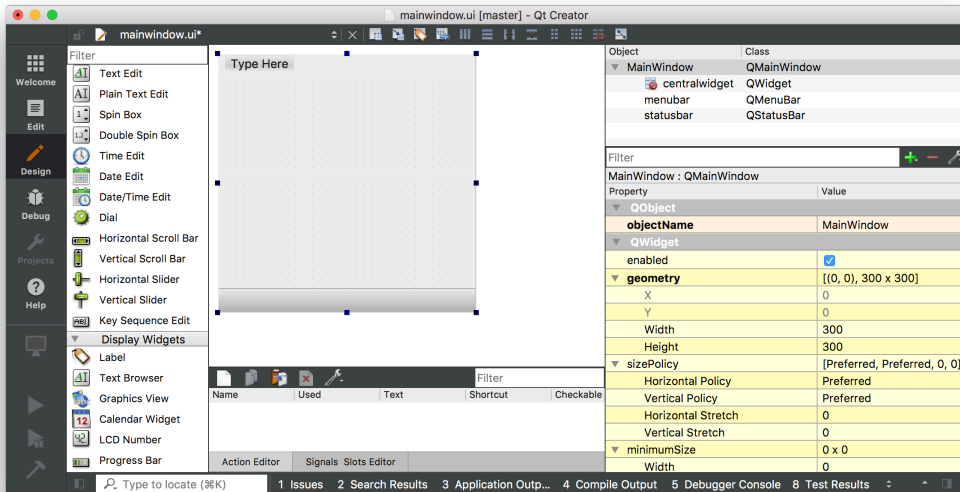 mainwindow.ui [master] - Qt Creator
mainwindow.ui*
Welcome
Edit
Design
Debug
Projects
Help
Filter
Text Edit
Plain Text Edit
Spin Box
Double Spin Box
Time Edit
Date Edit
Date/Time Edit
Dial
Horizontal Scroll Bar
Vertical Scroll Bar
Horizontal Slider
Vertical Slider
Key Sequence Edit
Display Widgets
Label
Text Browser
Graphics View
Calendar Widget
LCD Number
Progress Bar
Type Here
Filter
Name Used Text Shortcut Checkable
Action Editor Signals Slots Editor
Object Class
MainWindow QMainWindow
centralwidget QWidget
menubar QMenuBar
statusbar QStatusBar
Filter
MainWindow : QMainWindow
Property Value
QObject
objectName MainWindow
QWidget
enabled
geometry [(0, 0), 300 x 300]
X 0
Y 0
Width 300
Height 300
sizePolicy [Preferred, Preferred, 0, 0]
Horizontal Policy Preferred
Vertical Policy Preferred
Horizontal Stretch 0
Vertical Stretch 0
minimumSize 0 x 0
Width 0
Type to locate (⌘K) 1 Issues 2 Search Results 3 Application Outp... 4 Compile Output 5 Debugger Console 8 Test Results